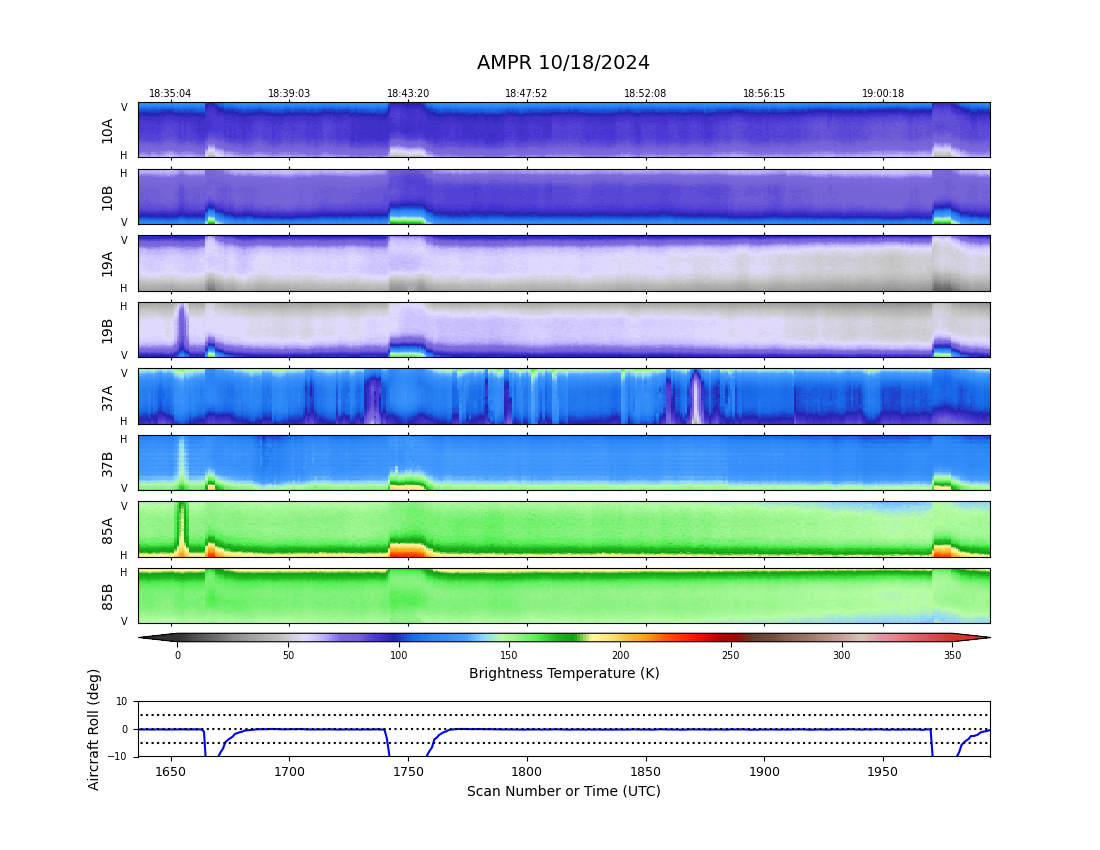 AMPR 10/18/2024
18:35:04 18:39:03 18:43:20 18:47:52 18:52:08 18:56:15 19:00:18
V
10A
H
H
10B
V
V
19A
H
H
19B
V
V
37A
H
H
37B
V
V
85A
H
H
85B
V
0 50 100 150 200 250 300 350
Brightness Temperature (K)
Aircraft Roll (deg)
10
0
−10
1650 1700 1750 1800 1850 1900 1950
Scan Number or Time (UTC)